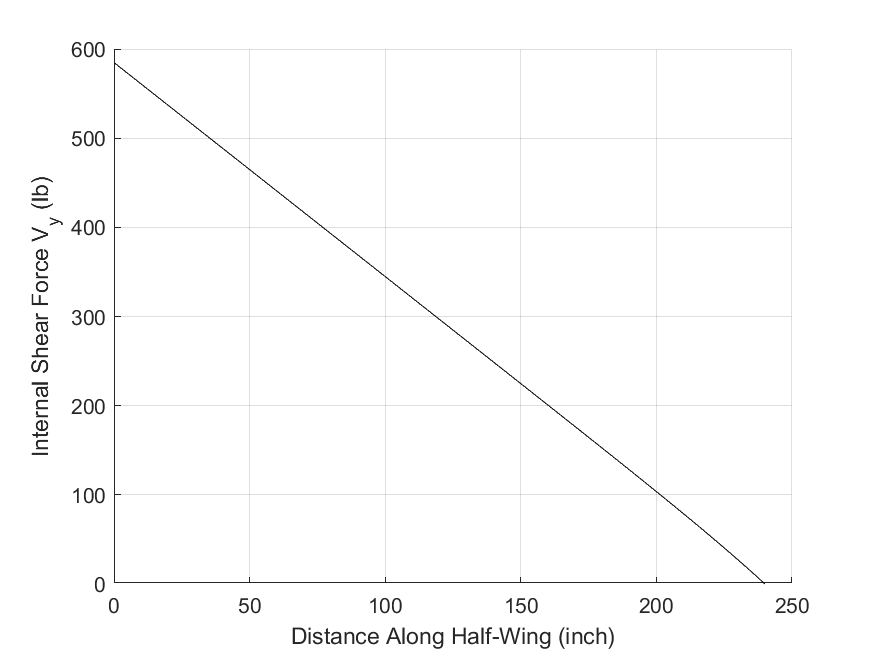 600
500
400
300
200
100
0
Internal Shear Force V_y (lb)
0 50 100 150 200 250
Distance Along Half-Wing (inch)